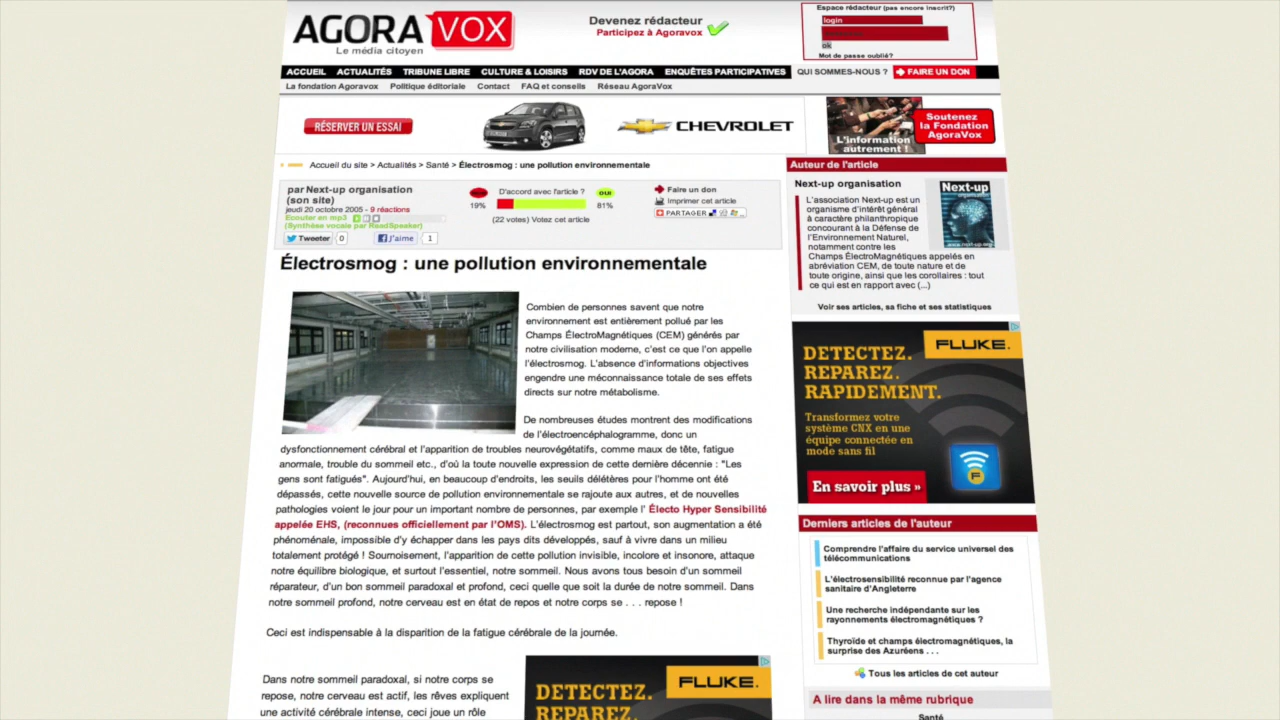 AGORA VOX
Le média citoyen
Devenez rédacteur
Participez à Agoravox
Espace rédacteur (pas encore inscrit?)
login
ok
Mot de passe oublié?
ACCUEIL ACTUALITÉS TRIBUNE LIBRE CULTURE & LOISIRS RDV DE L'AGORA ENQUÊTES PARTICIPATIVES QUI SOMMES-NOUS ? FAIRE UN DON
La fondation Agoravox Politique éditoriale Contact FAQ et conseils Réseau AgoraVox
RÉSERVER UN ESSAI
CHEVROLET
L'information
autrement !
Soutenez
la Fondation
AgoraVox
Accueil du site > Actualités > Santé > Électrosmog : une pollution environnementale
par Next-up organisation
(son site)
jeudi 20 octobre 2005 - 9 réactions
Ecouter en mp3
(Synthèse vocale par ReadSpeaker)
Tweeter 0 J'aime 1
D'accord avec l'article ?
19%
OUI
81%
(22 votes) Votez cet article
Faire un don
Imprimer cet article
PARTAGER
Électrosmog : une pollution environnementale
Combien de personnes savent que notre
environnement est entièrement pollué par les
Champs ÉlectroMagnétiques (CEM) générés par
notre civilisation moderne, c'est ce que l'on appelle
l'électrosmog. L'absence d'informations objectives
engendre une méconnaissance totale de ses effets
directs sur notre métabolisme.
De nombreuses études montrent des modifications
de l'électroencéphalogramme, donc un
dysfonctionnement cérébral et l'apparition de troubles neurovégétatifs, comme maux de tête, fatigue
anormale, trouble du sommeil etc., d'où la toute nouvelle expression de cette dernière décennie : "Les
gens sont fatigués". Aujourd'hui, en beaucoup d'endroits, les seuils délétères pour l'homme ont été
dépassés, cette nouvelle source de pollution environnementale se rajoute aux autres, et de nouvelles
pathologies voient le jour pour un important nombre de personnes, par exemple l' Électo Hyper Sensibilité
appelée EHS, (reconnues officiellement par l'OMS). L'électrosmog est partout, son augmentation a été
phénoménale, impossible d'y échapper dans les pays dits développés, sauf à vivre dans un milieu
totalement protégé ! Sournoisement, l'apparition de cette pollution invisible, incolore et insonore, attaque
notre équilibre biologique, et surtout l'essentiel, notre sommeil. Nous avons tous besoin d'un sommeil
réparateur, d'un bon sommeil paradoxal et profond, ceci quelle que soit la durée de notre sommeil. Dans
notre sommeil profond, notre cerveau est en état de repos et notre corps se . . . repose !
Ceci est indispensable à la disparition de la fatigue cérébrale de la journée.
Dans notre sommeil paradoxal, si notre corps se
repose, notre cerveau est actif, les rêves expliquent
une activité cérébrale intense, ceci joue un rôle
FLUKE.
DETECTEZ.
REPAREZ.
Auteur de l'article
Next-up organisation
L'association Next-up est un
organisme d'intérêt général
à caractère philanthropique
concourant à la Défense de
l'Environnement Naturel,
notamment contre les
Champs ÉlectroMagnétiques appelés en
abréviation CEM, de toute nature et de
toute origine, ainsi que les corollaires : tout
ce qui est en rapport avec (...)
Next-up
www.next-up.org
Voir ses articles, sa fiche et ses statistiques
FLUKE.
DETECTEZ.
REPAREZ.
RAPIDEMENT.
Transformez votre
système CNX en une
équipe connectée en
mode sans fil
En savoir plus »
Derniers articles de l'auteur
Comprendre l'affaire du service universel des
télécommunications
L'électrosensibilité reconnue par l'agence
sanitaire d'Angleterre
Une recherche indépendante sur les
rayonnements électromagnétiques ?
Thyroïde et champs électromagnétiques, la
surprise des Azuréens . . .
Tous les articles de cet auteur
A lire dans la même rubrique
Santé